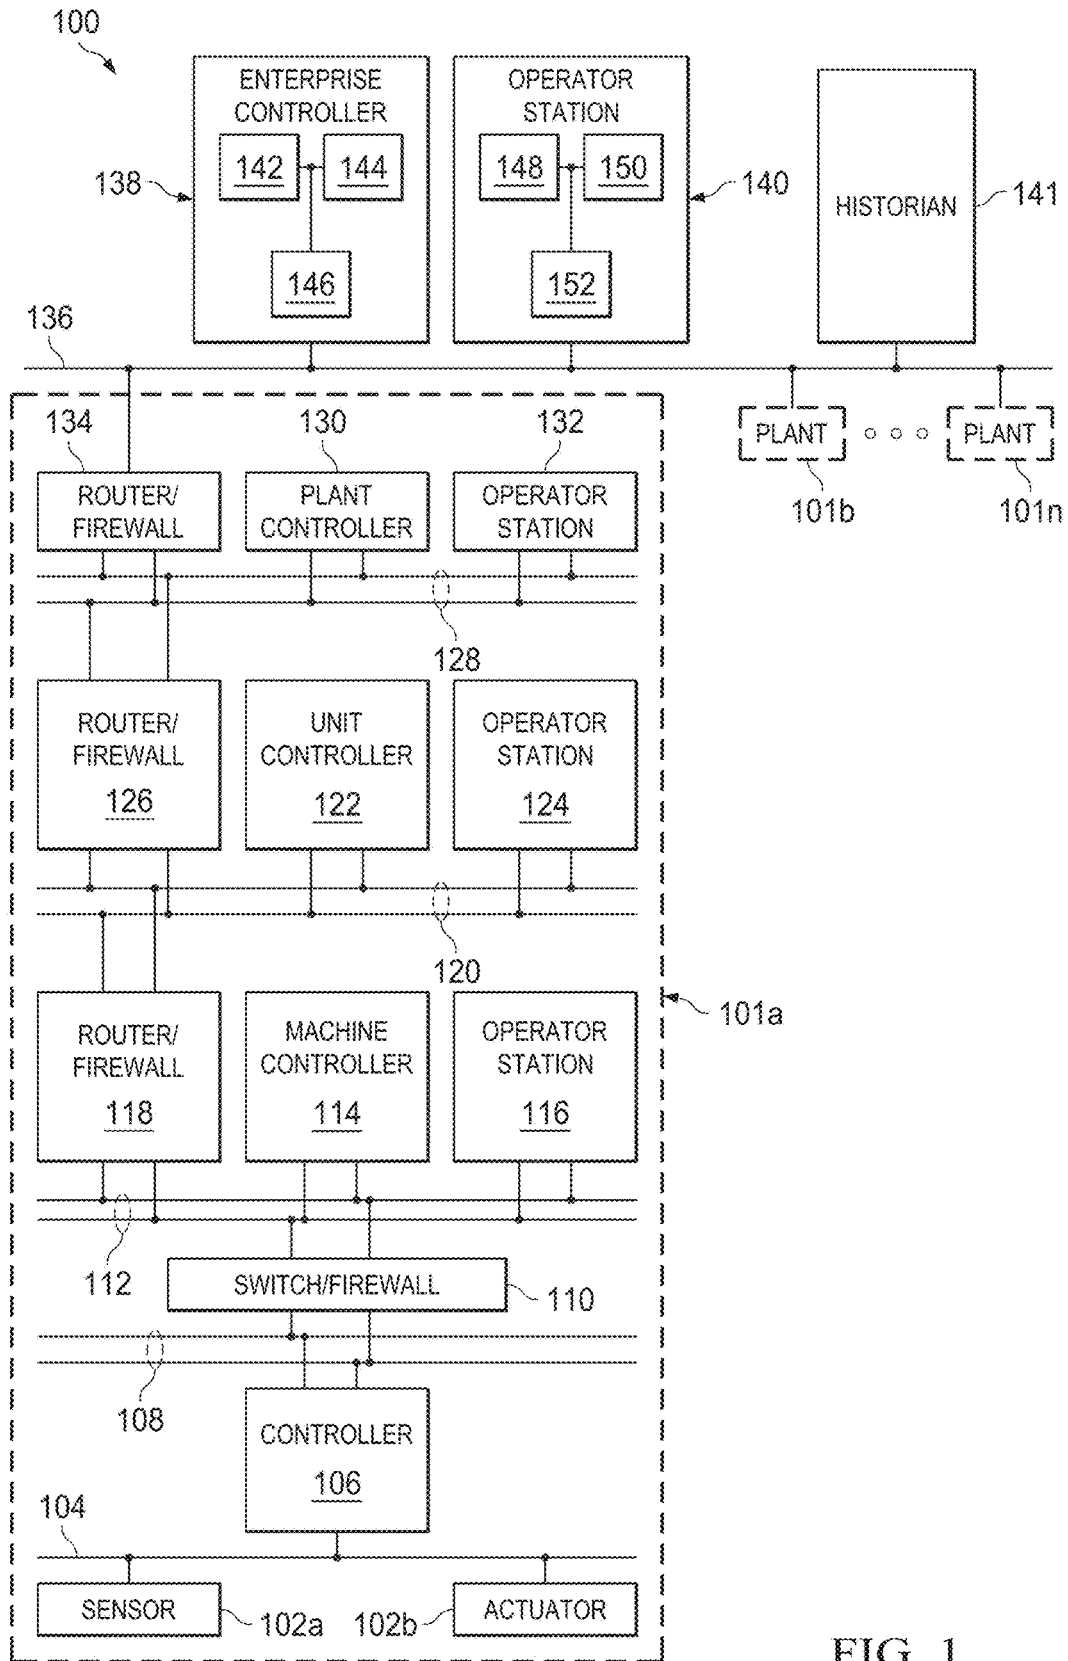 100
ENTERPRISE
CONTROLLER
142
144
146
138
OPERATOR
STATION
148
150
152
140
HISTORIAN
141
136
134
130
132
ROUTER/
FIREWALL
PLANT
CONTROLLER
OPERATOR
STATION
PLANT
101b
PLANT
101n
128
ROUTER/
FIREWALL
126
UNIT
CONTROLLER
122
OPERATOR
STATION
124
120
ROUTER/
FIREWALL
118
MACHINE
CONTROLLER
114
OPERATOR
STATION
116
101a
112
SWITCH/FIREWALL
110
108
CONTROLLER
106
104
SENSOR
102a
102b
ACTUATOR
FIG. 1